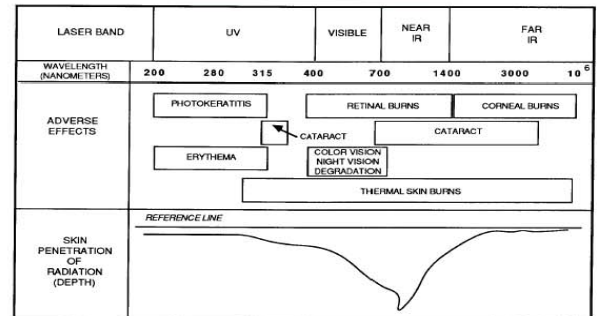 LASER BAND UV VISIBLE NEAR IR FAR IR
WAVELENGTH (NANOMETERS) 200 280 315 400 700 1400 3000 10^6
ADVERSE EFFECTS
PHOTOKERATITIS RETINAL BURNS CORNEAL BURNS
CATARACT CATARACT
ERYTHEMA COLOR VISION NIGHT VISION DEGRADATION
THERMAL SKIN BURNS
REFERENCE LINE
SKIN
PENETRATION
OF
RADIATION
(DEPTH)